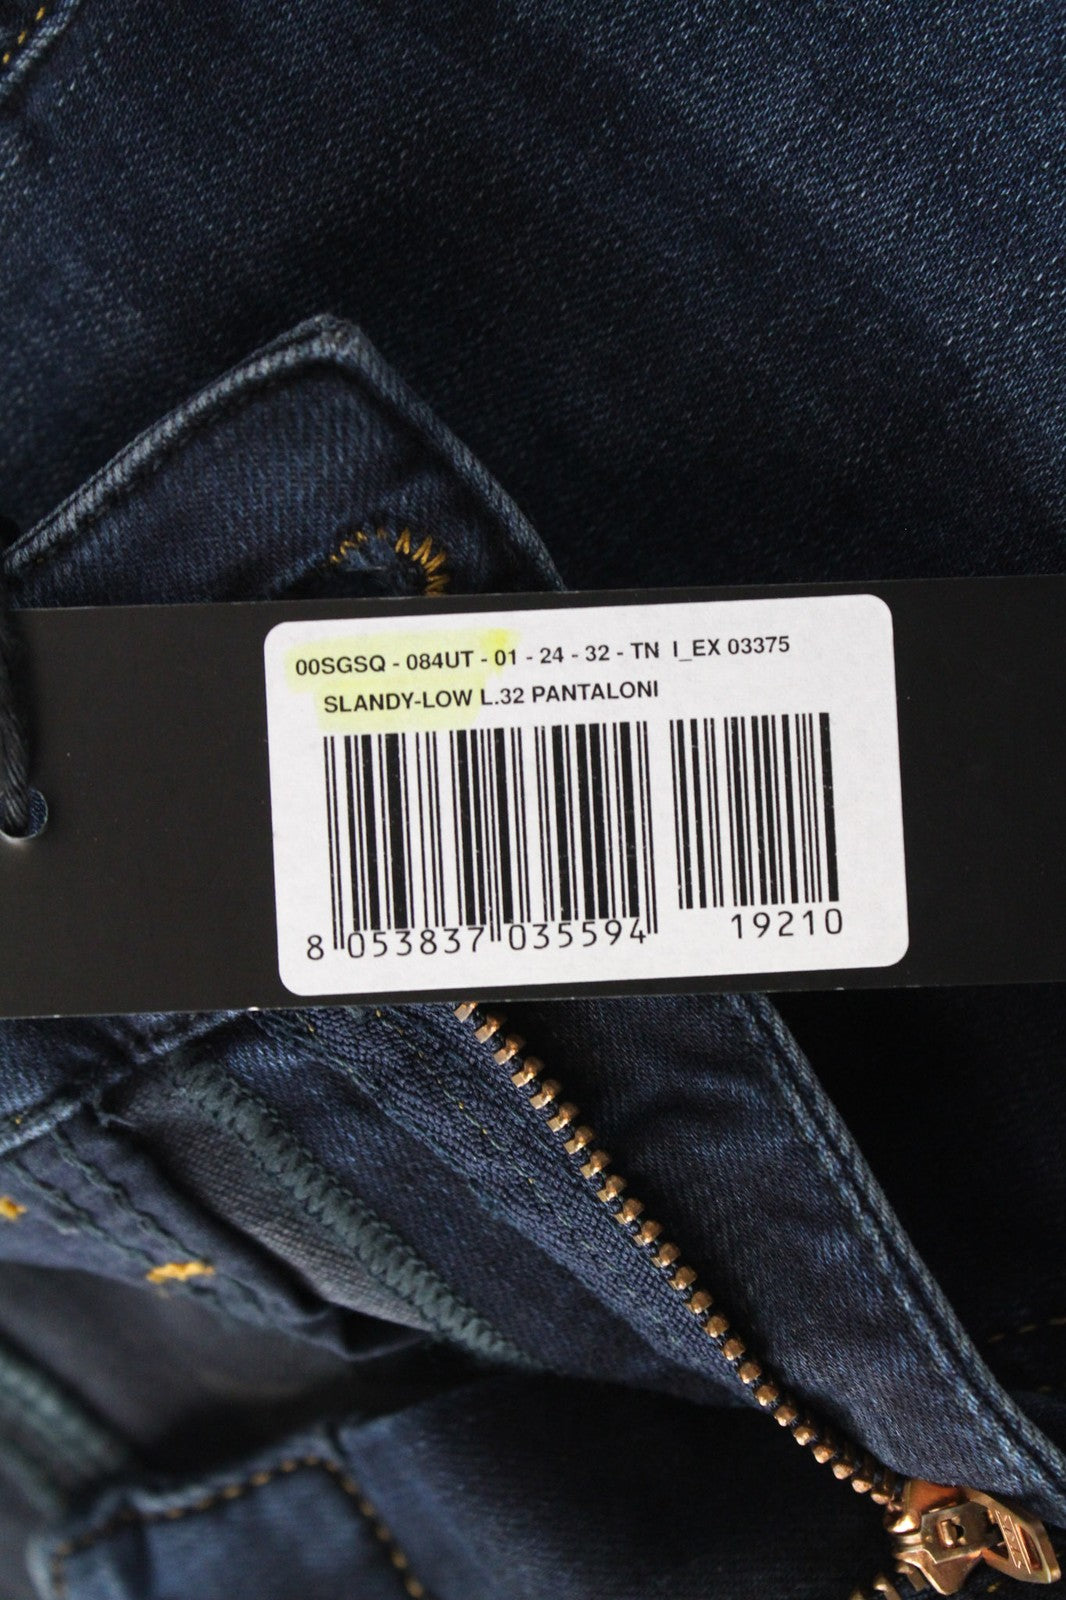 00SGSQ - 084UT - 01 - 24 - 32 - TN I_EX 03375
SLANDY-LOW L.32 PANTALONI
8 053837 035594
19210